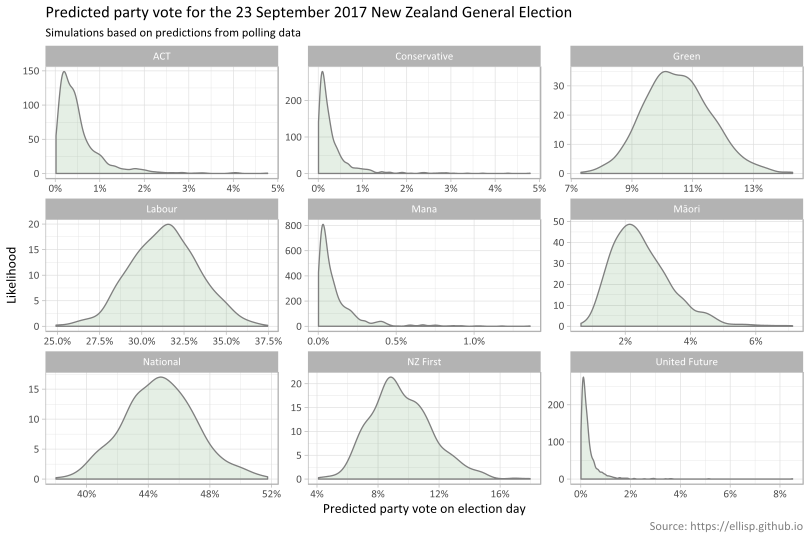 Predicted party vote for the 23 September 2017 New Zealand General Election
Simulations based on predictions from polling data
ACT
150
100
50
0
0% 1% 2% 3% 4% 5%
Conservative
200
100
0
0% 1% 2% 3% 4% 5%
Green
30
20
10
0
7% 9% 11% 13%
Likelihood
Labour
20
15
10
5
0
25.0% 27.5% 30.0% 32.5% 35.0% 37.5%
Mana
800
600
400
200
0
0.0% 0.5% 1.0%
Māori
50
40
30
20
10
0
2% 4% 6%
National
15
10
5
0
40% 44% 48% 52%
NZ First
20
15
10
5
0
4% 8% 12% 16%
United Future
200
100
0
0% 2% 4% 6% 8%
Predicted party vote on election day
Source: https://ellisp.github.io